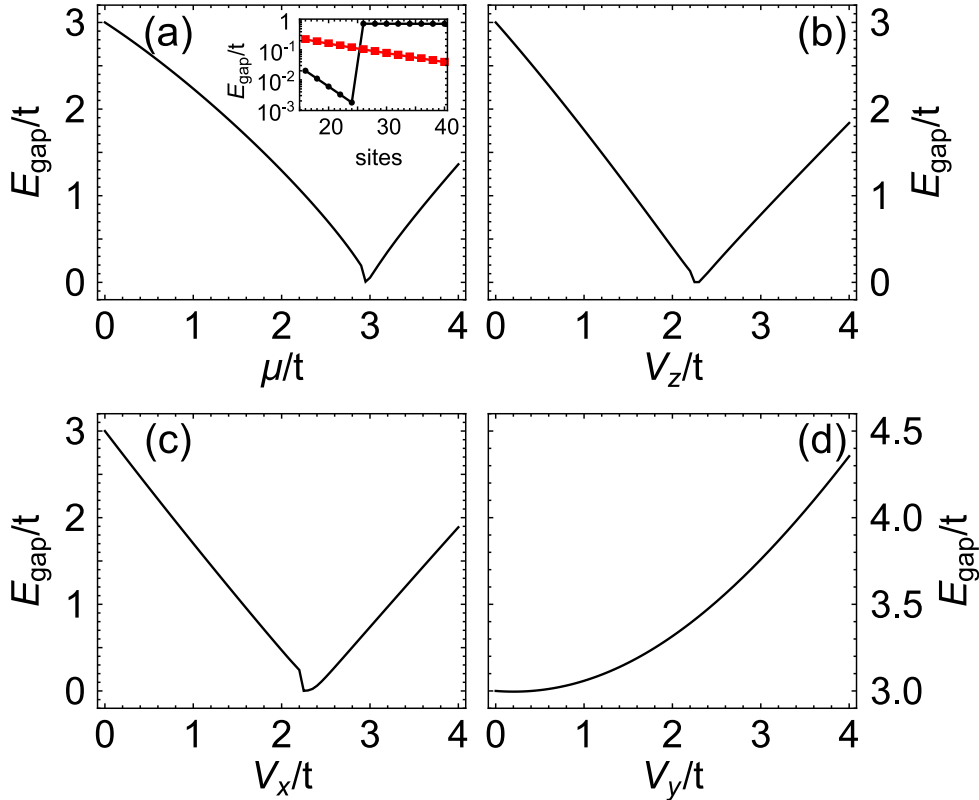 (a)
E_gap/t
3
2
1
0
0 1 2 3 4
μ/t
E_gap/t
1
10^-1
10^-2
10^-3
20 30 40
sites
(b)
3
2
1
0
E_gap/t
0 1 2 3 4
V_z/t
(c)
E_gap/t
3
2
1
0
0 1 2 3 4
V_x/t
(d)
4.5
4.0
3.5
3.0
E_gap/t
0 1 2 3 4
V_y/t